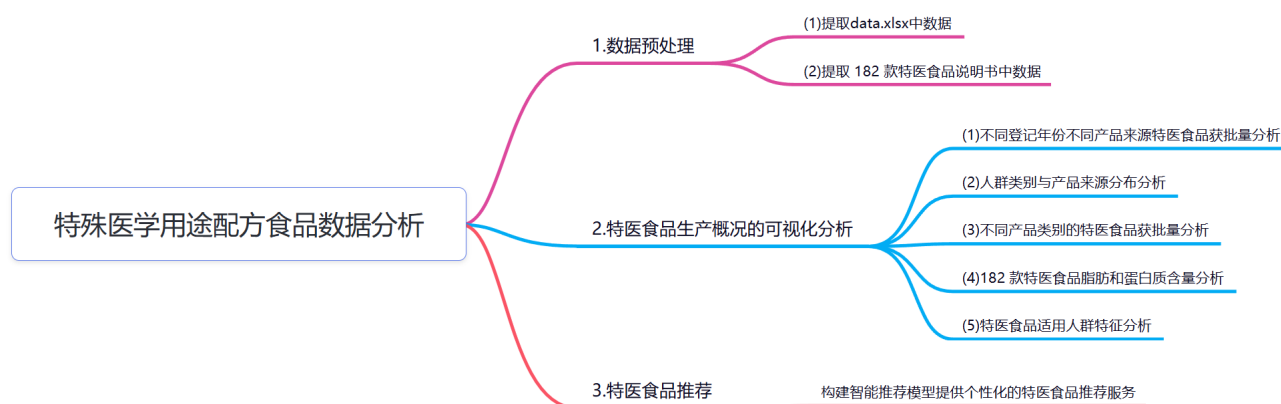 特殊医学用途配方食品数据分析
1.数据预处理
(1)提取data.xlsx中数据
(2)提取 182 款特医食品说明书中数据
2.特医食品生产概况的可视化分析
(1)不同登记年份不同产品来源特医食品获批量分析
(2)人群类别与产品来源分布分析
(3)不同产品类别的特医食品获批量分析
(4)182 款特医食品脂肪和蛋白质含量分析
(5)特医食品适用人群特征分析
3.特医食品推荐
构建智能推荐模型提供个性化的特医食品推荐服务